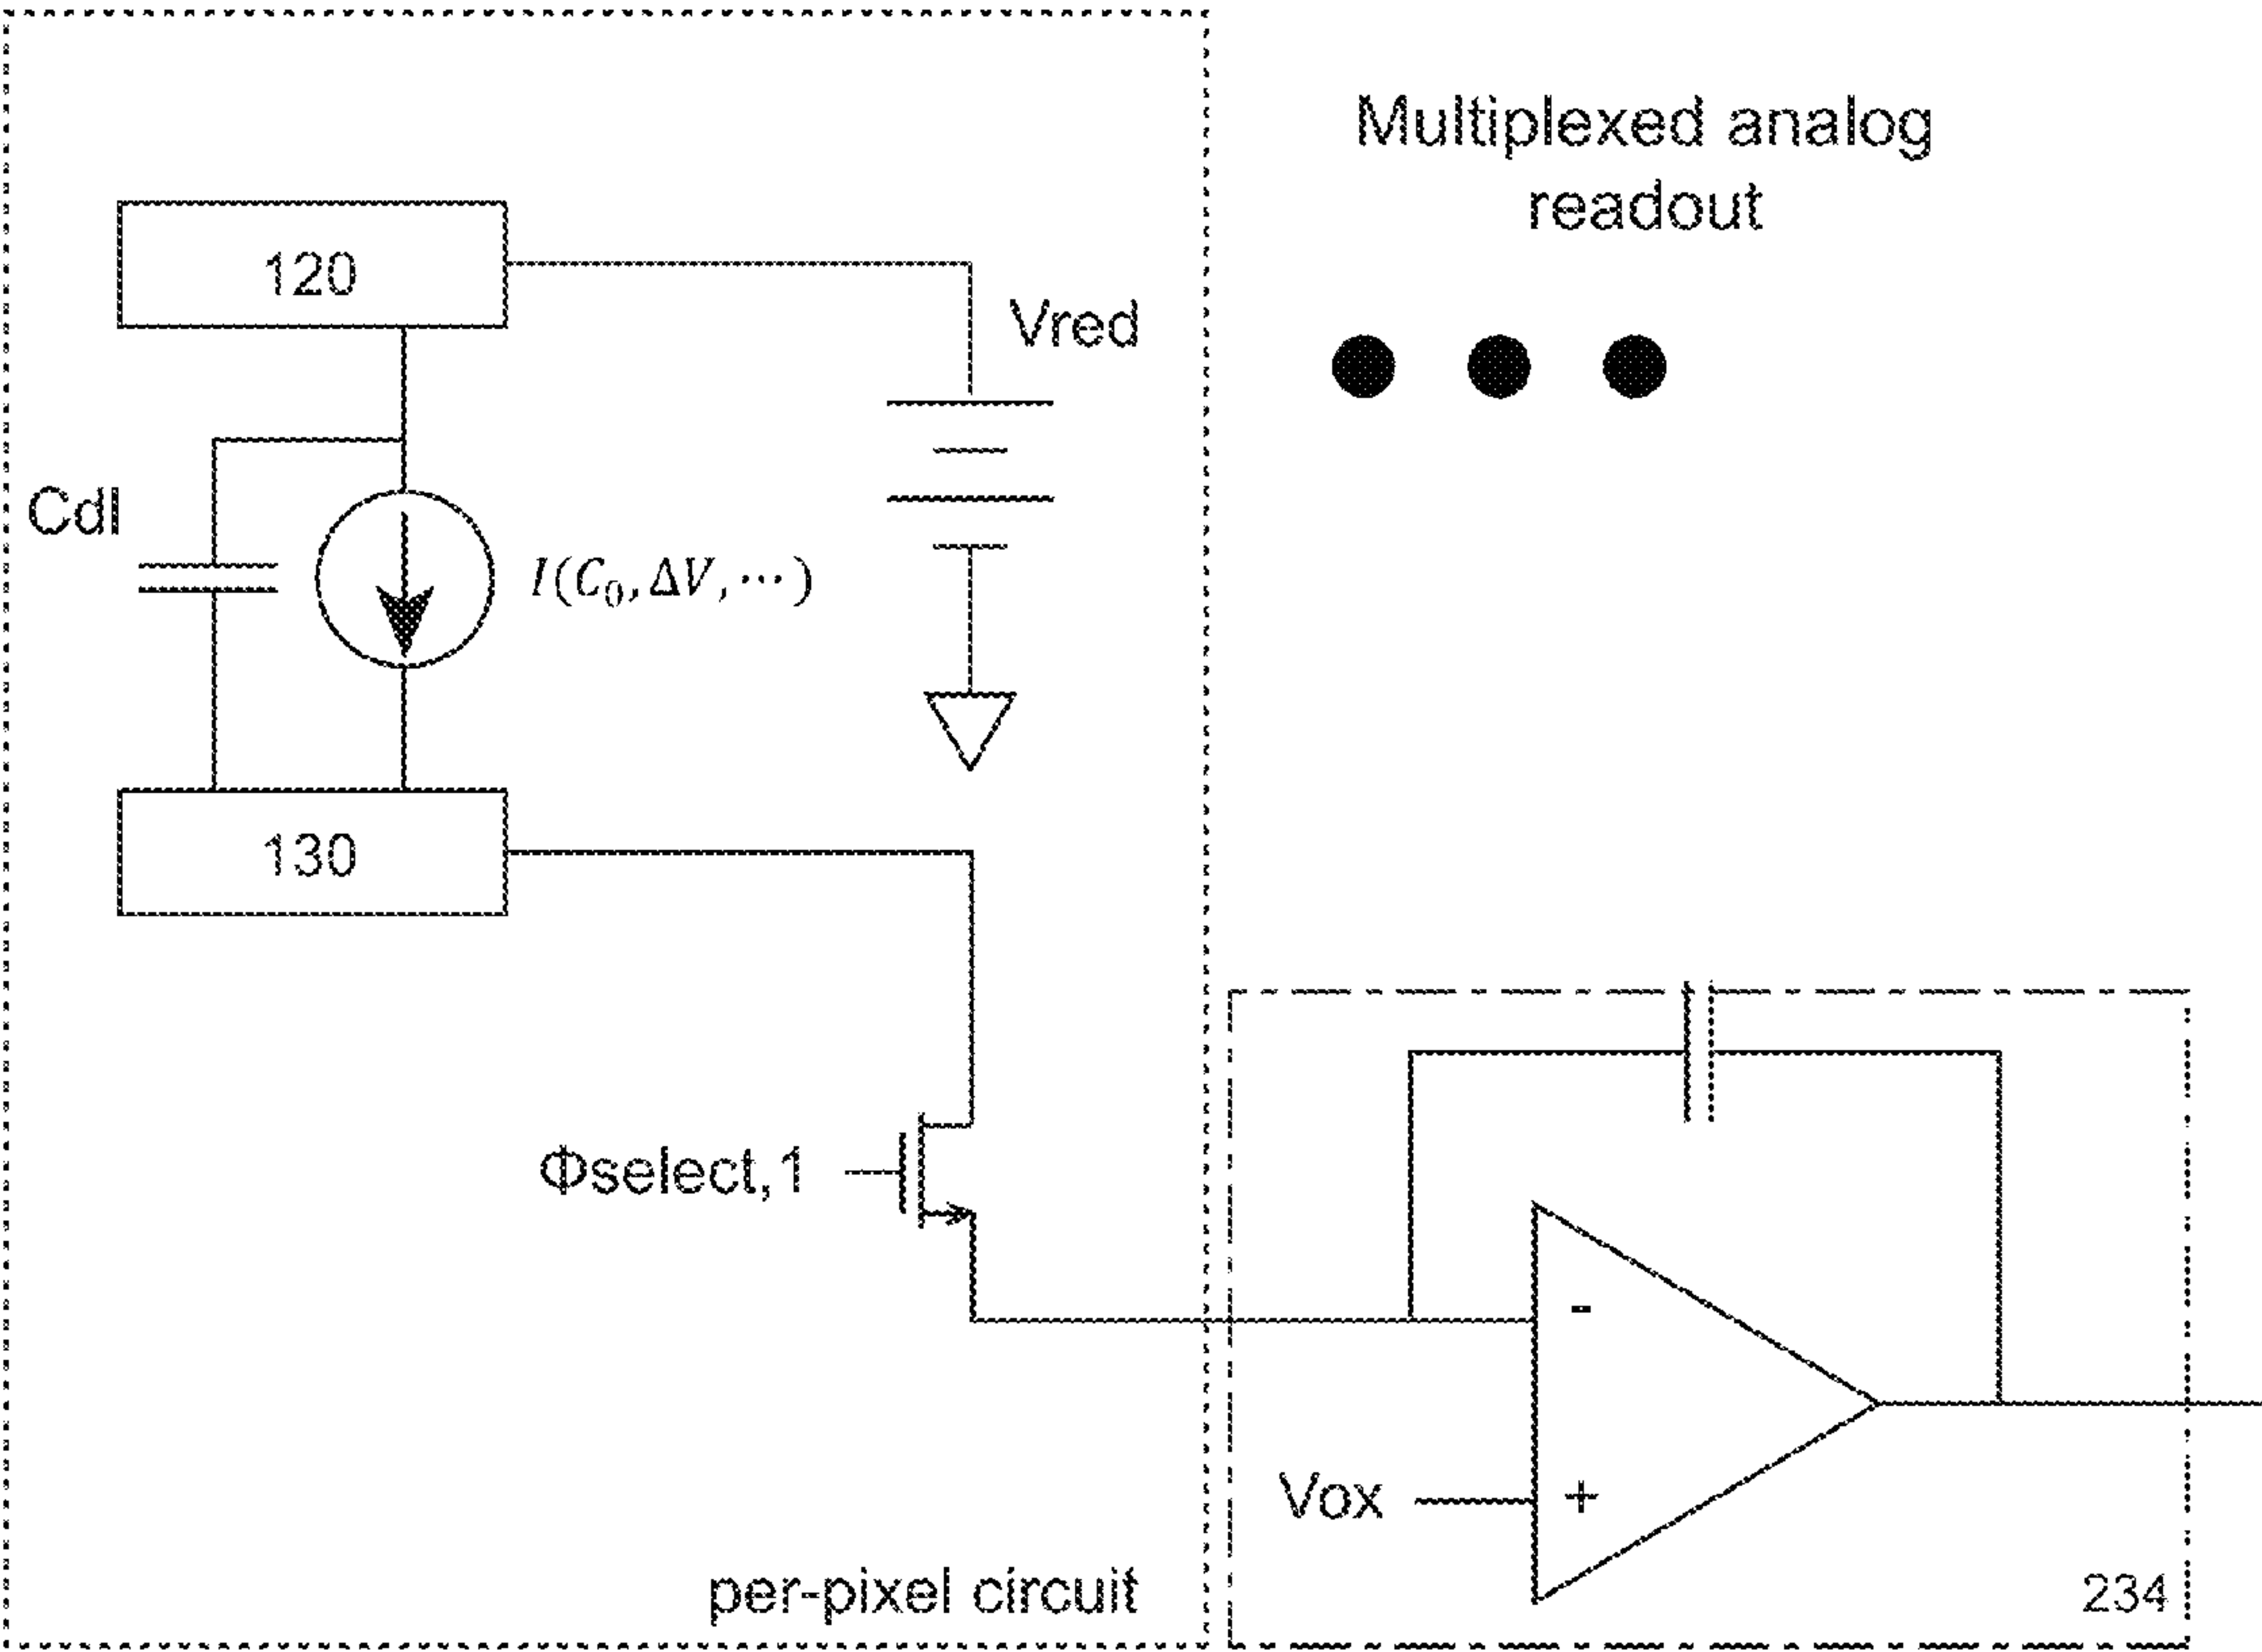 Multiplexed analog
readout
120
Vred
Cdl
I(C₀, ΔV, ⋯)
130
Φselect,1
-
Vox
+
234
per-pixel circuit